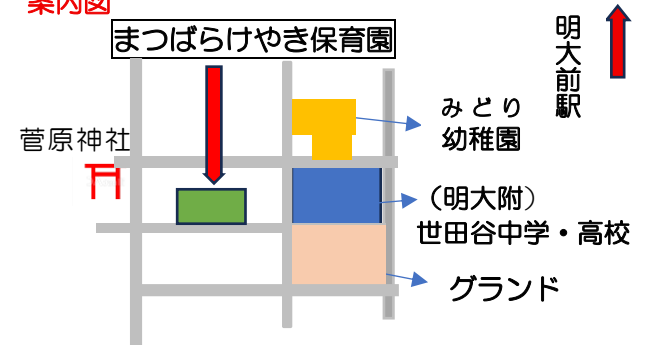 案内図
まつばらけやき保育園
明大前駅
みどり
幼稚園
菅原神社
（明大附）
世田谷中学・高校
グランド